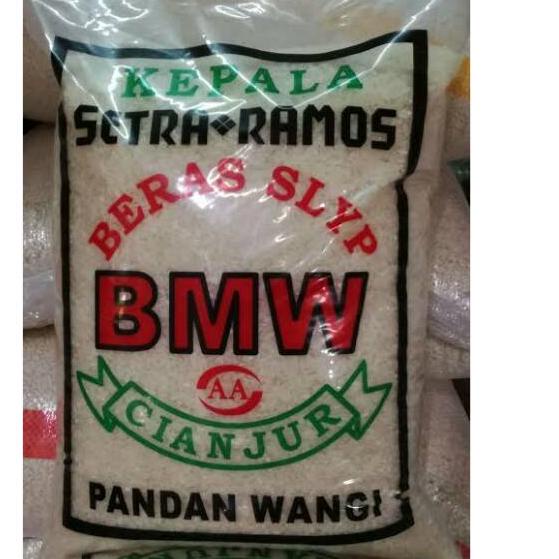 KEPALA
SETRA❖RAMOS
BERAS SLYP
BMW
AA
CIANJUR
PANDAN WANGI